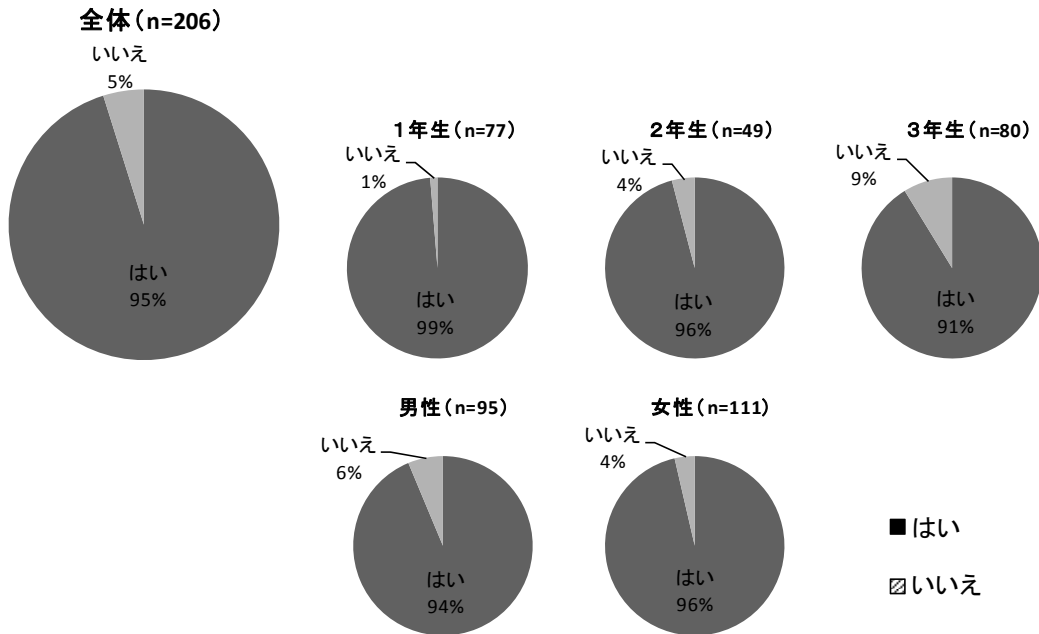 全体(n=206)
いいえ
5%
はい
95%
1年生(n=77)
いいえ
1%
はい
99%
2年生(n=49)
いいえ
4%
はい
96%
3年生(n=80)
いいえ
9%
はい
91%
男性(n=95)
いいえ
6%
はい
94%
女性(n=111)
いいえ
4%
はい
96%
はい
いいえ